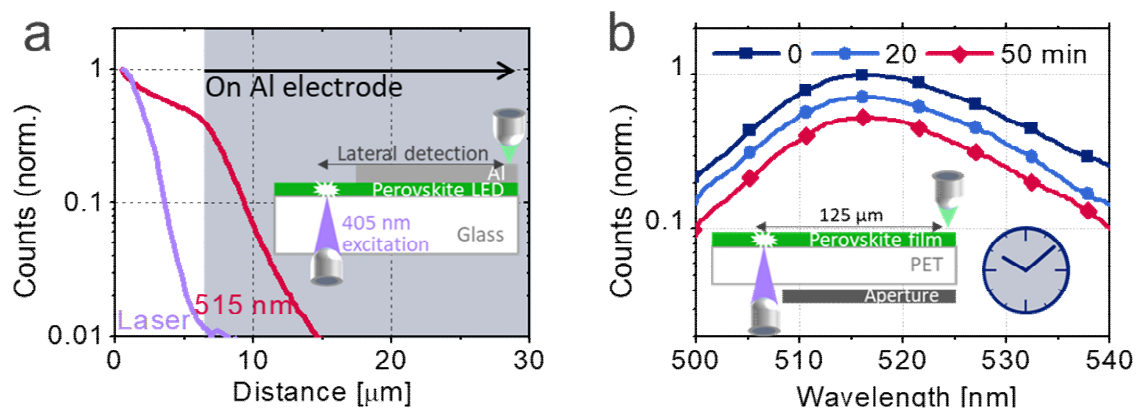 a
Counts (norm.)
1
0.1
0.01
0
10
20
30
Distance [μm]
On Al electrode
Lateral detection
Al
Perovskite LED
405 nm
excitation
Glass
Laser
515 nm
b
Counts (norm.)
1
0.1
500
510
520
530
540
Wavelength [nm]
0
20
50 min
125 μm
Perovskite film
PET
Aperture